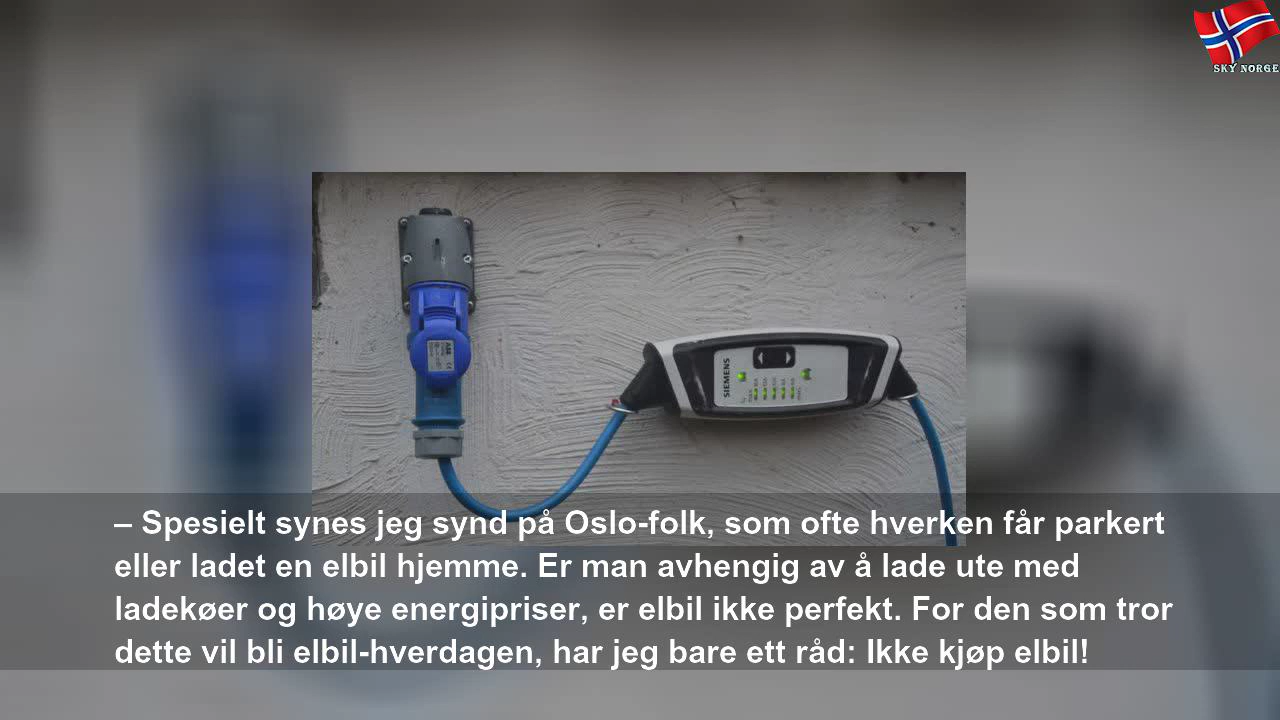 SKY NORGE
SIEMENS
– Spesielt synes jeg synd på Oslo-folk, som ofte hverken får parkert
eller ladet en elbil hjemme. Er man avhengig av å lade ute med
ladekøer og høye energipriser, er elbil ikke perfekt. For den som tror
dette vil bli elbil-hverdagen, har jeg bare ett råd: Ikke kjøp elbil!